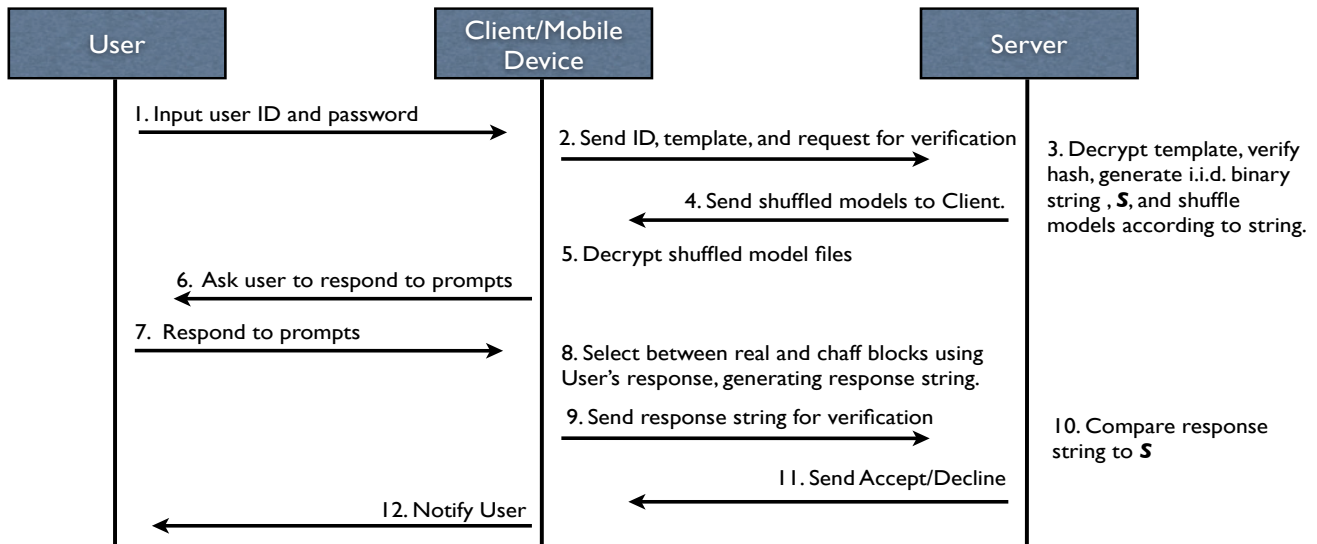 User
Client/Mobile
Device
Server
1. Input user ID and password
2. Send ID, template, and request for verification
3. Decrypt template, verify
hash, generate i.i.d. binary
string , S, and shuffle
models according to string.
4. Send shuffled models to Client.
5. Decrypt shuffled model files
6. Ask user to respond to prompts
7. Respond to prompts
8. Select between real and chaff blocks using
User's response, generating response string.
9. Send response string for verification
10. Compare response
string to S
11. Send Accept/Decline
12. Notify User